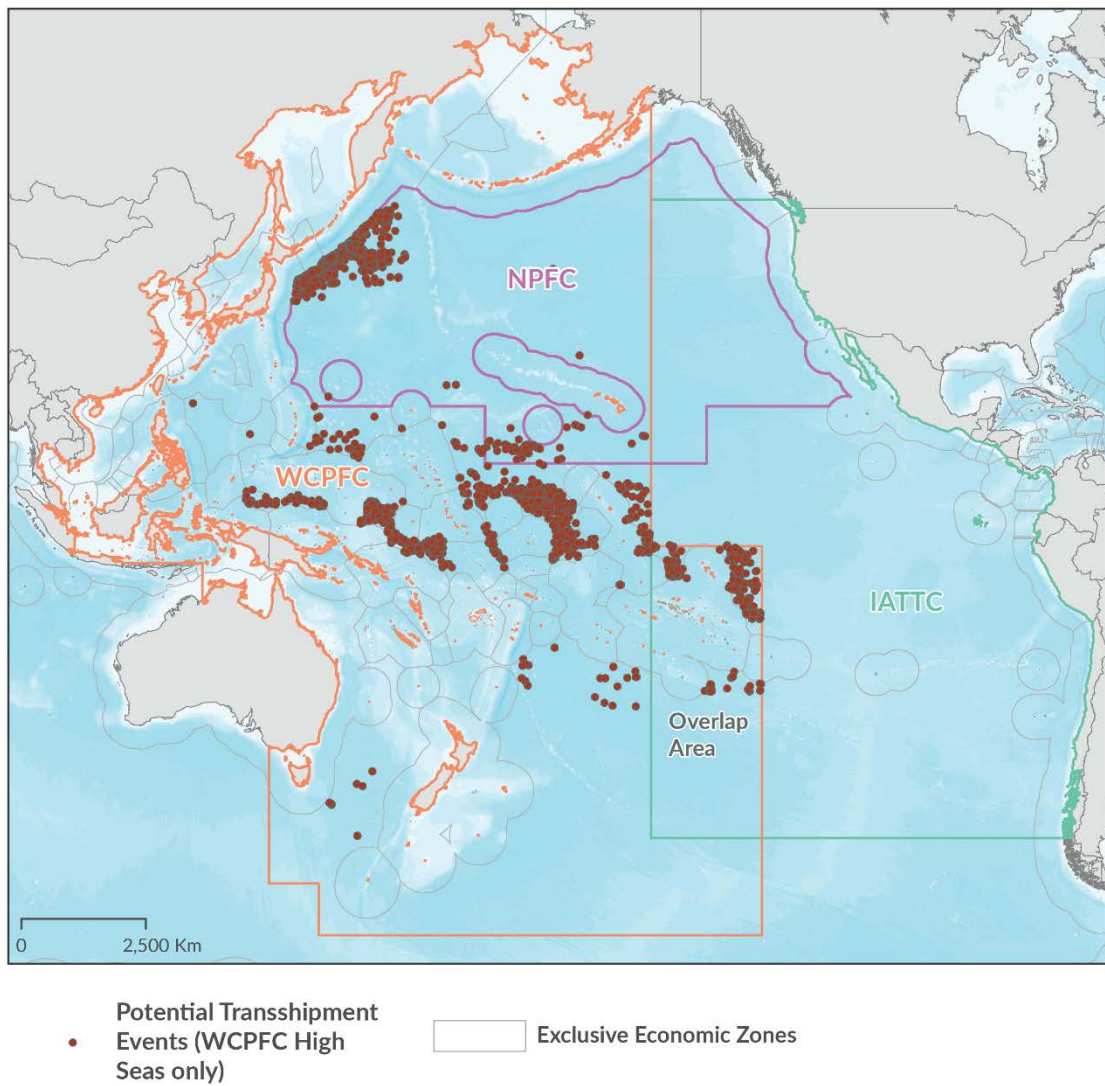 NPFC
WCPFC
IATTC
Overlap
Area
0
2,500 Km
Potential Transshipment
Events (WCPFC High
Seas only)
Exclusive Economic Zones